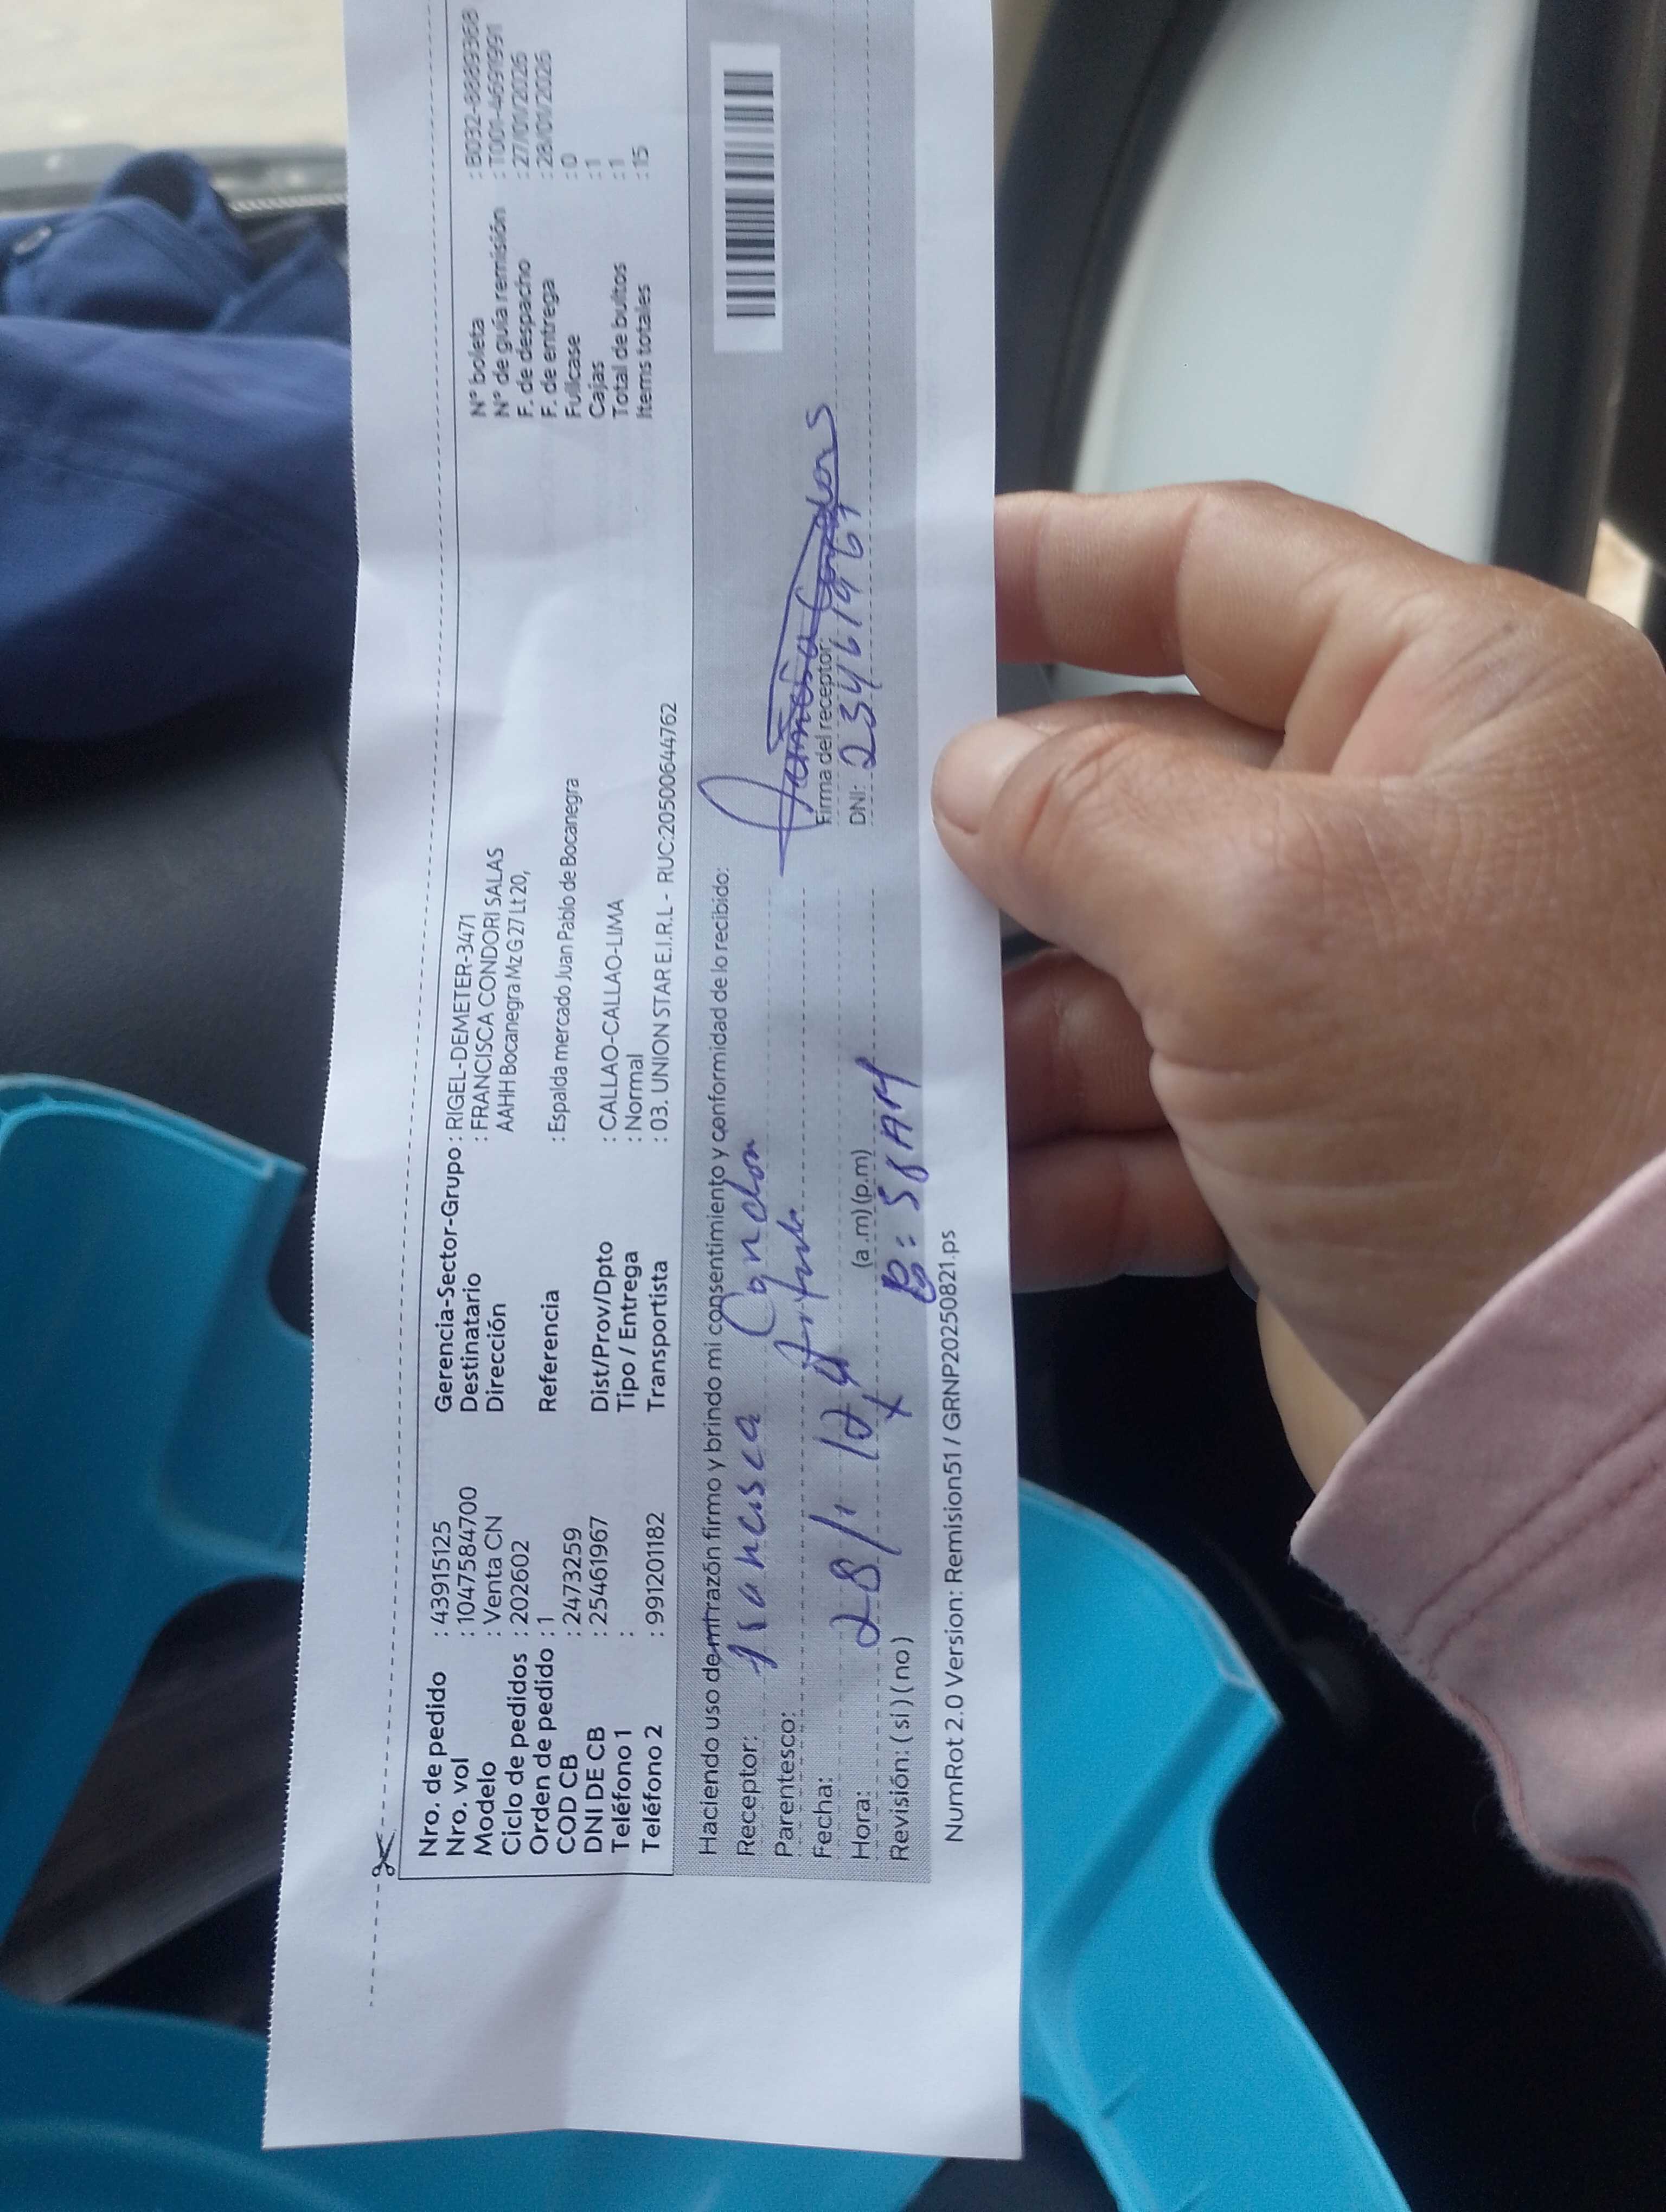 Nro. de pedido : 43915125
Nro. vol : 1047584700
Modelo : Venta CN
Ciclo de pedidos : 202602
Orden de pedido : 1
COD CB : 2473259
DNI DE CB : 25461967
Teléfono 1 :
Teléfono 2 : 991201182
Gerencia-Sector-Grupo : RIGEL-DEMETER-3471
Destinatario : FRANCISCA CONDORI SALAS
Dirección AAHH Bocanegra Mz G 27 Lt 20,
Referencia : Espalda mercado Juan Pablo de Bocanegra
Dist/Prov/Dpto : CALLAO-CALLAO-LIMA
Tipo / Entrega : Normal
Transportista : 03. UNION STAR E.I.R.L - RUC:20500644762
N° boleta : B032-
N° de guía remisión : T001-4691991
F. de despacho : 27/01/2026
F. de entrega : 28/01/2026
Fullcase : 0
Cajas : 1
Total de bultos : 1
Items totales : 15
Haciendo uso de mi razón firmo y brindo mi consentimiento y conformidad de lo recibido:
Receptor:
Parentesco:
Fecha: 28/1
Hora: (a.m) (p.m)
Revisión: ( si ) ( no )
Firma del receptor:
DNI:
NumRot 2.0 Version: Remision51 / GRNP20250821.ps